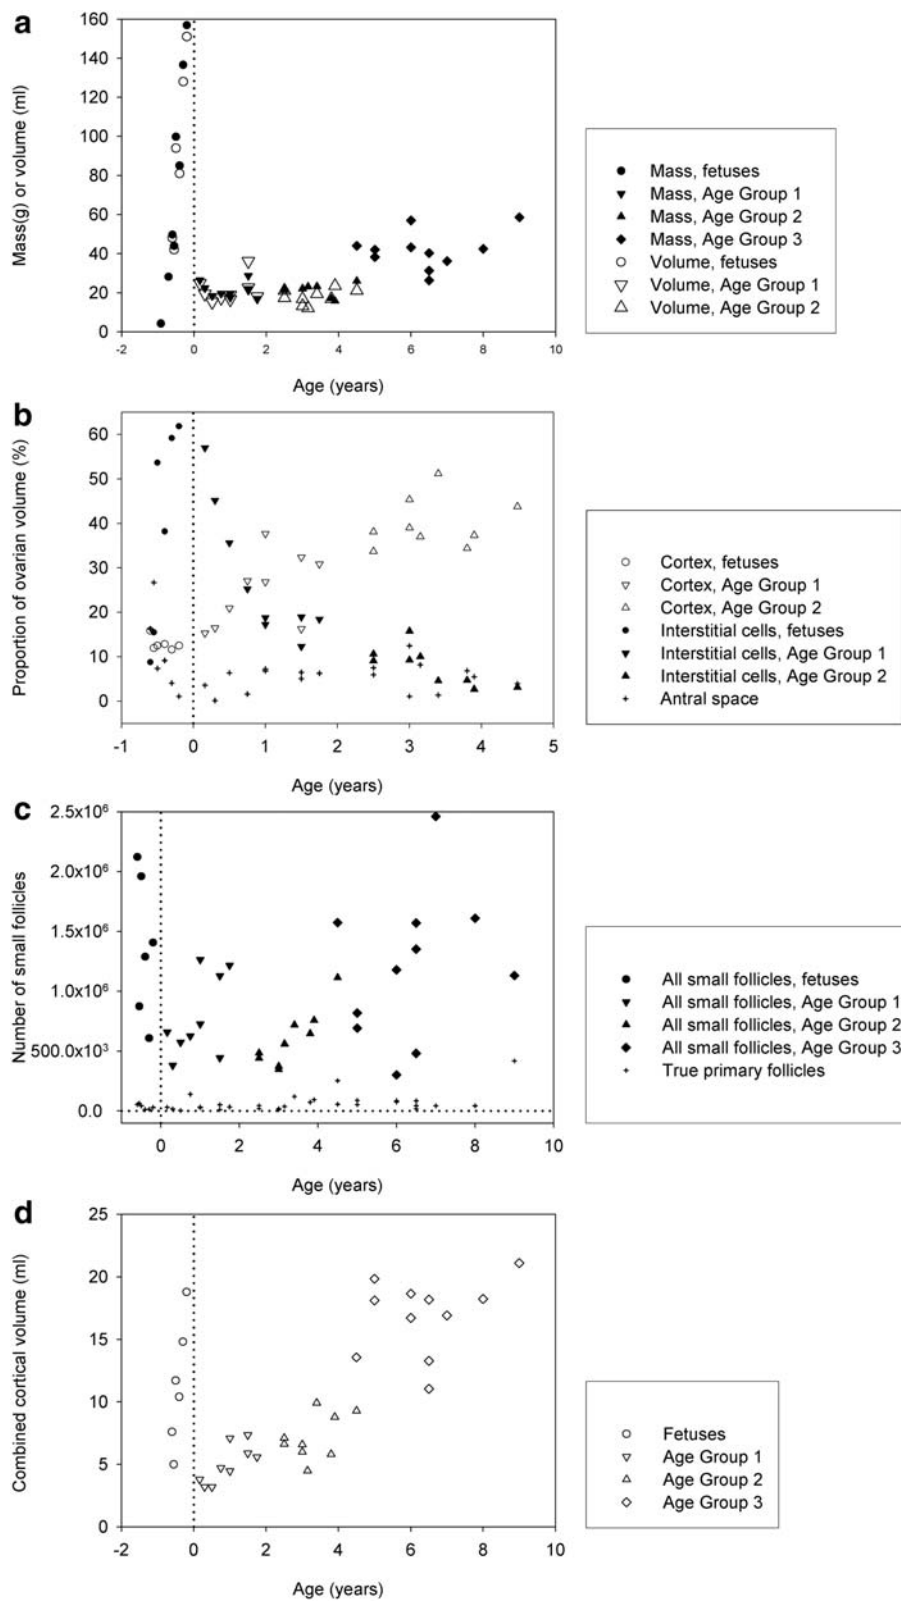 a
Mass(g) or volume (ml)
160
140
120
100
80
60
40
20
0
-2 0 2 4 6 8 10
Age (years)
Mass, fetuses
Mass, Age Group 1
Mass, Age Group 2
Mass, Age Group 3
Volume, fetuses
Volume, Age Group 1
Volume, Age Group 2
b
Proportion of ovarian volume (%)
60
50
40
30
20
10
0
-1 0 1 2 3 4 5
Age (years)
Cortex, fetuses
Cortex, Age Group 1
Cortex, Age Group 2
Interstitial cells, fetuses
Interstitial cells, Age Group 1
Interstitial cells, Age Group 2
Antral space
c
Number of small follicles
2.5x10⁶
2.0x10⁶
1.5x10⁶
1.0x10⁶
500.0x10³
0.0
0 2 4 6 8 10
Age (years)
All small follicles, fetuses
All small follicles, Age Group 1
All small follicles, Age Group 2
All small follicles, Age Group 3
True primary follicles
d
Combined cortical volume (ml)
25
20
15
10
5
0
-2 0 2 4 6 8 10
Age (years)
Fetuses
Age Group 1
Age Group 2
Age Group 3